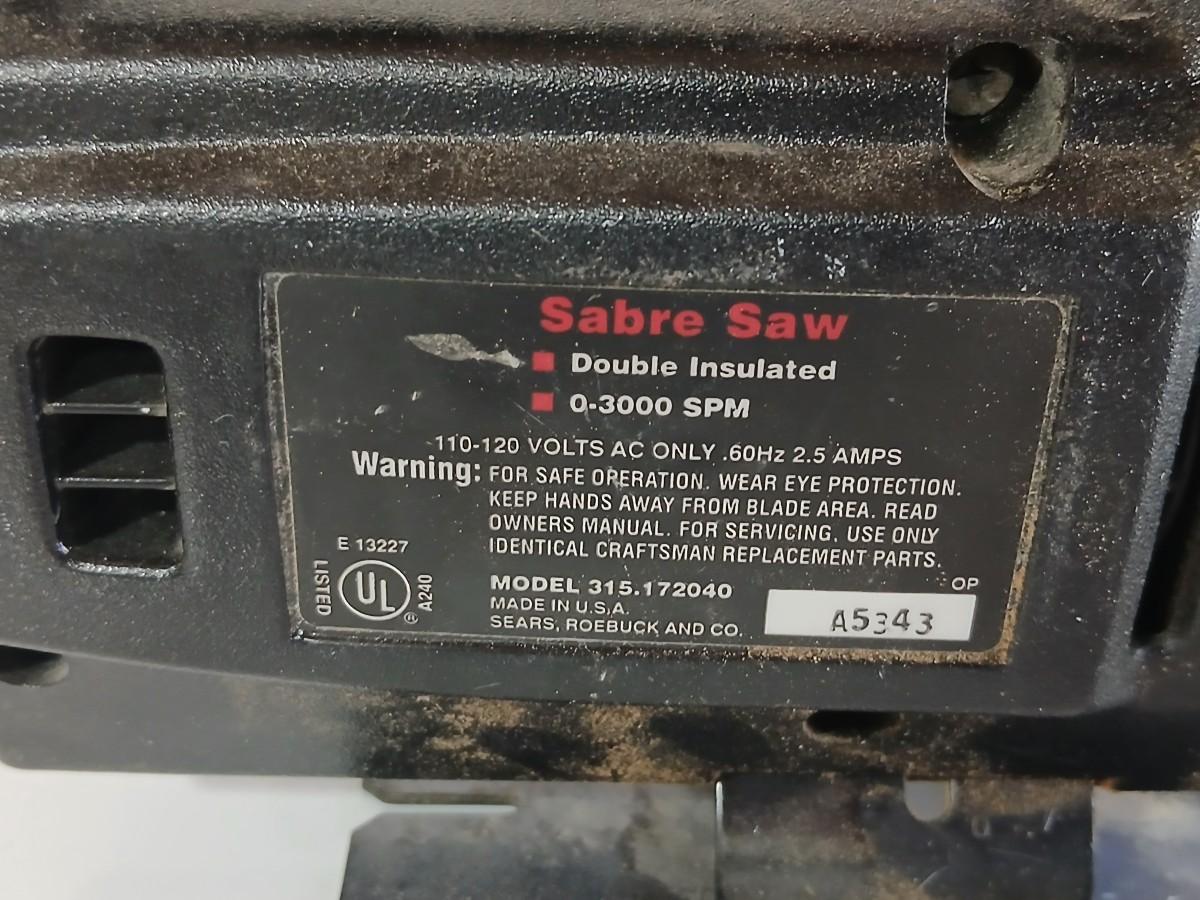 Sabre Saw
Double Insulated
0-3000 SPM
110-120 VOLTS AC ONLY .60Hz 2.5 AMPS
Warning: FOR SAFE OPERATION. WEAR EYE PROTECTION.
KEEP HANDS AWAY FROM BLADE AREA. READ
OWNERS MANUAL. FOR SERVICING, USE ONLY
IDENTICAL CRAFTSMAN REPLACEMENT PARTS.
E 13227
LISTED UL ® A240
MODEL 315.172040
MADE IN U.S.A.
SEARS, ROEBUCK AND CO.
OP
A5343